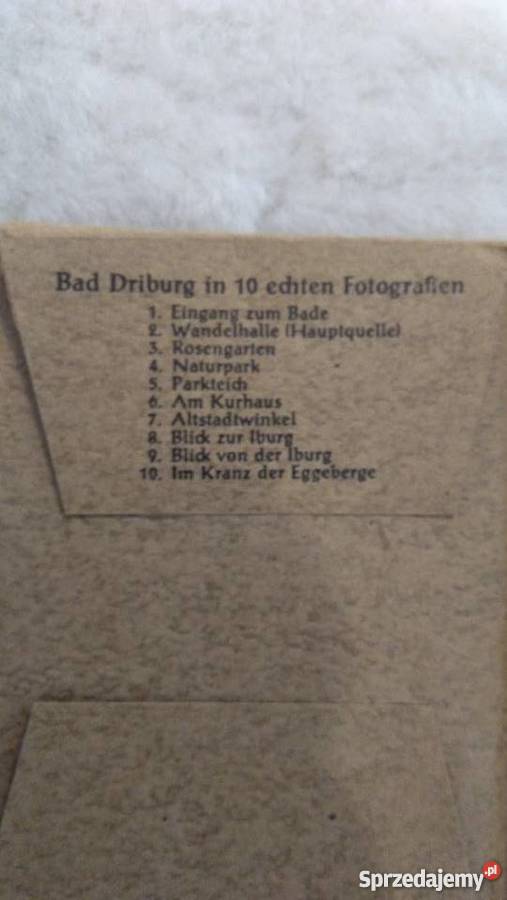 Bad Driburg in 10 echten Fotografien
1. Eingang zum Bade
2. Wandelhalle (Hauptquelle)
3. Rosengarten
4. Naturpark
5. Parkteich
6. Am Kurhaus
7. Altstadtwinkel
8. Blick zur Iburg
9. Blick von der Iburg
10. Im Kranz der Eggeberge
Sprzedajemy.pl